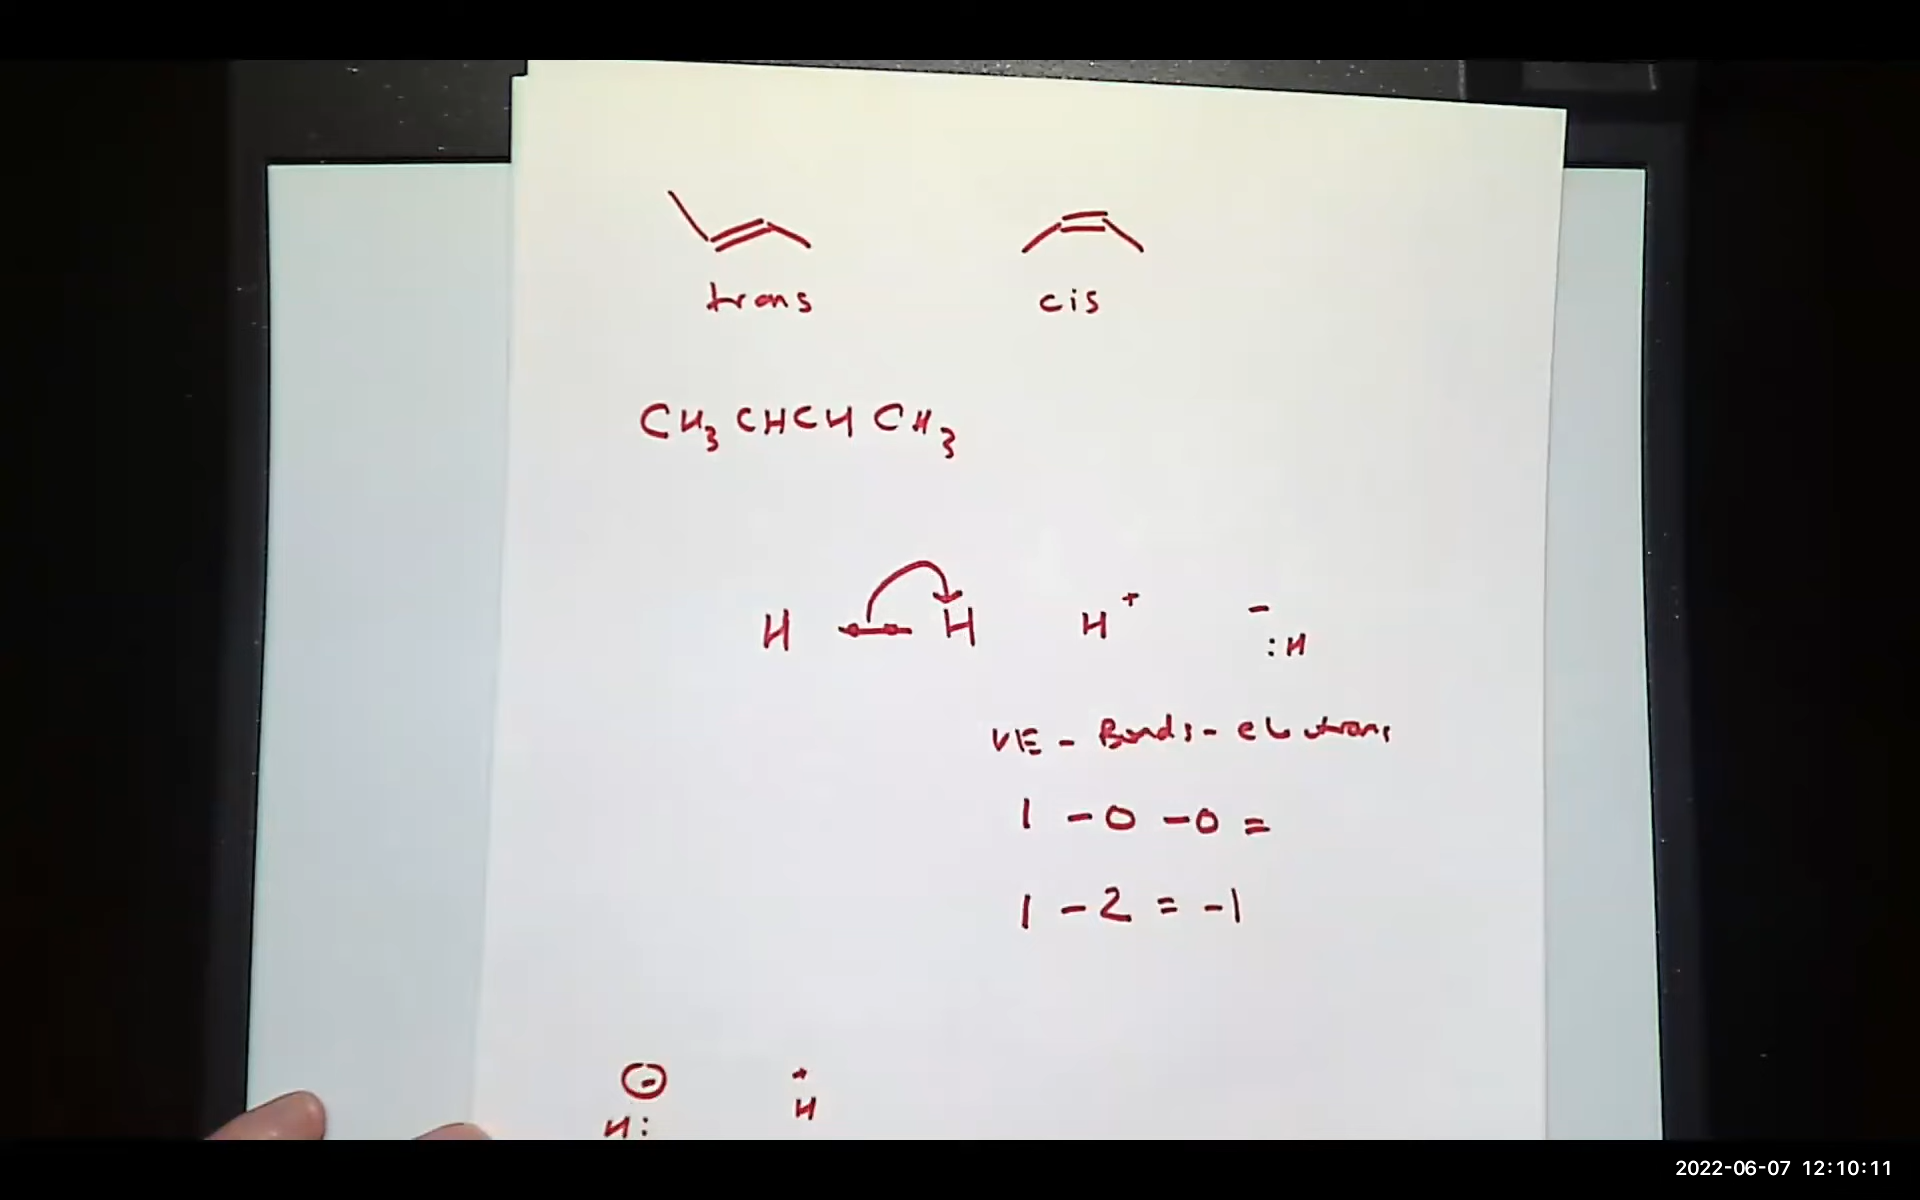 trans cis
CH3 CHCH CH3
H H H+ - :H
VE - Bonds - electrons
1 - 0 - 0 =
1 - 2 = -1
- +
H: H
2022-06-07 12:10:11